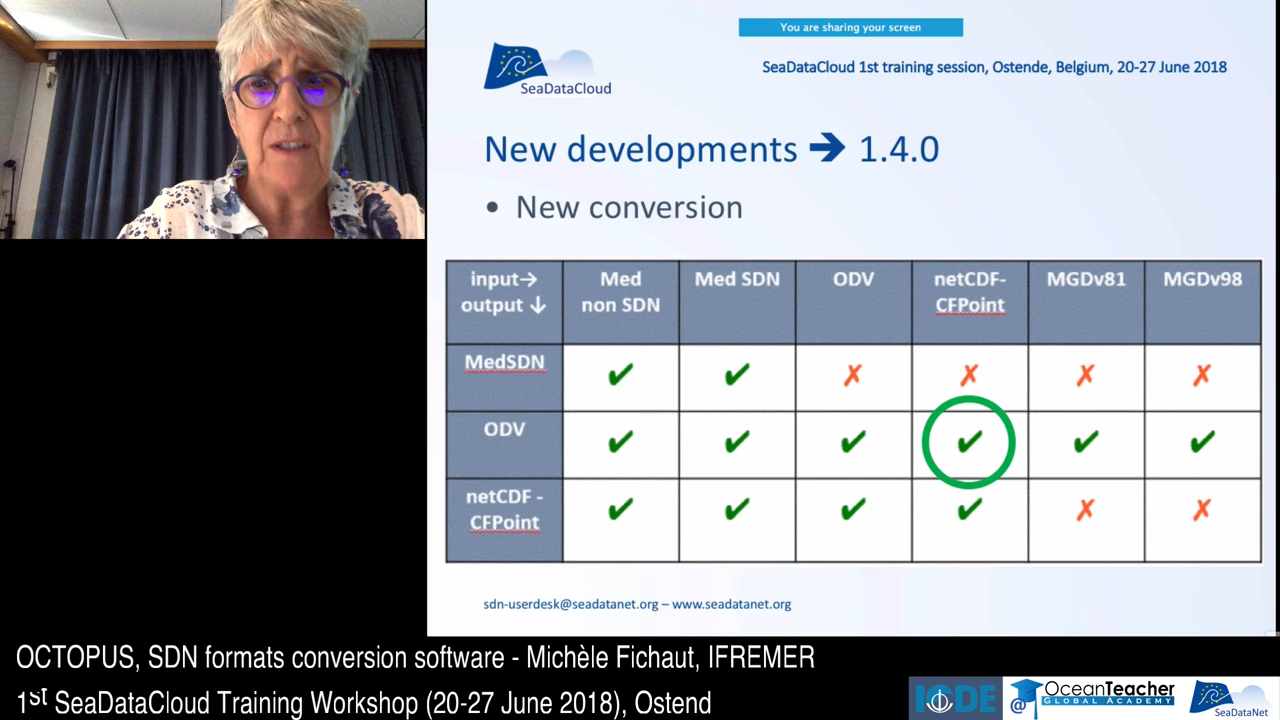 You are sharing your screen
SeaDataCloud
SeaDataCloud 1st training session, Ostende, Belgium, 20-27 June 2018
New developments ➔ 1.4.0
• New conversion
input→ output ↓ Med non SDN Med SDN ODV netCDF-CFPoint MGDv81 MGDv98
MedSDN ✔ ✔ ✗ ✗ ✗ ✗
ODV ✔ ✔ ✔ ✔ ✔ ✔
netCDF - CFPoint ✔ ✔ ✔ ✔ ✗ ✗
sdn-userdesk@seadatanet.org – www.seadatanet.org
OCTOPUS, SDN formats conversion software - Michèle Fichaut, IFREMER
1st SeaDataCloud Training Workshop (20-27 June 2018), Ostend
IODE
@ OceanTeacher
GLOBAL ACADEMY
SeaDataNet